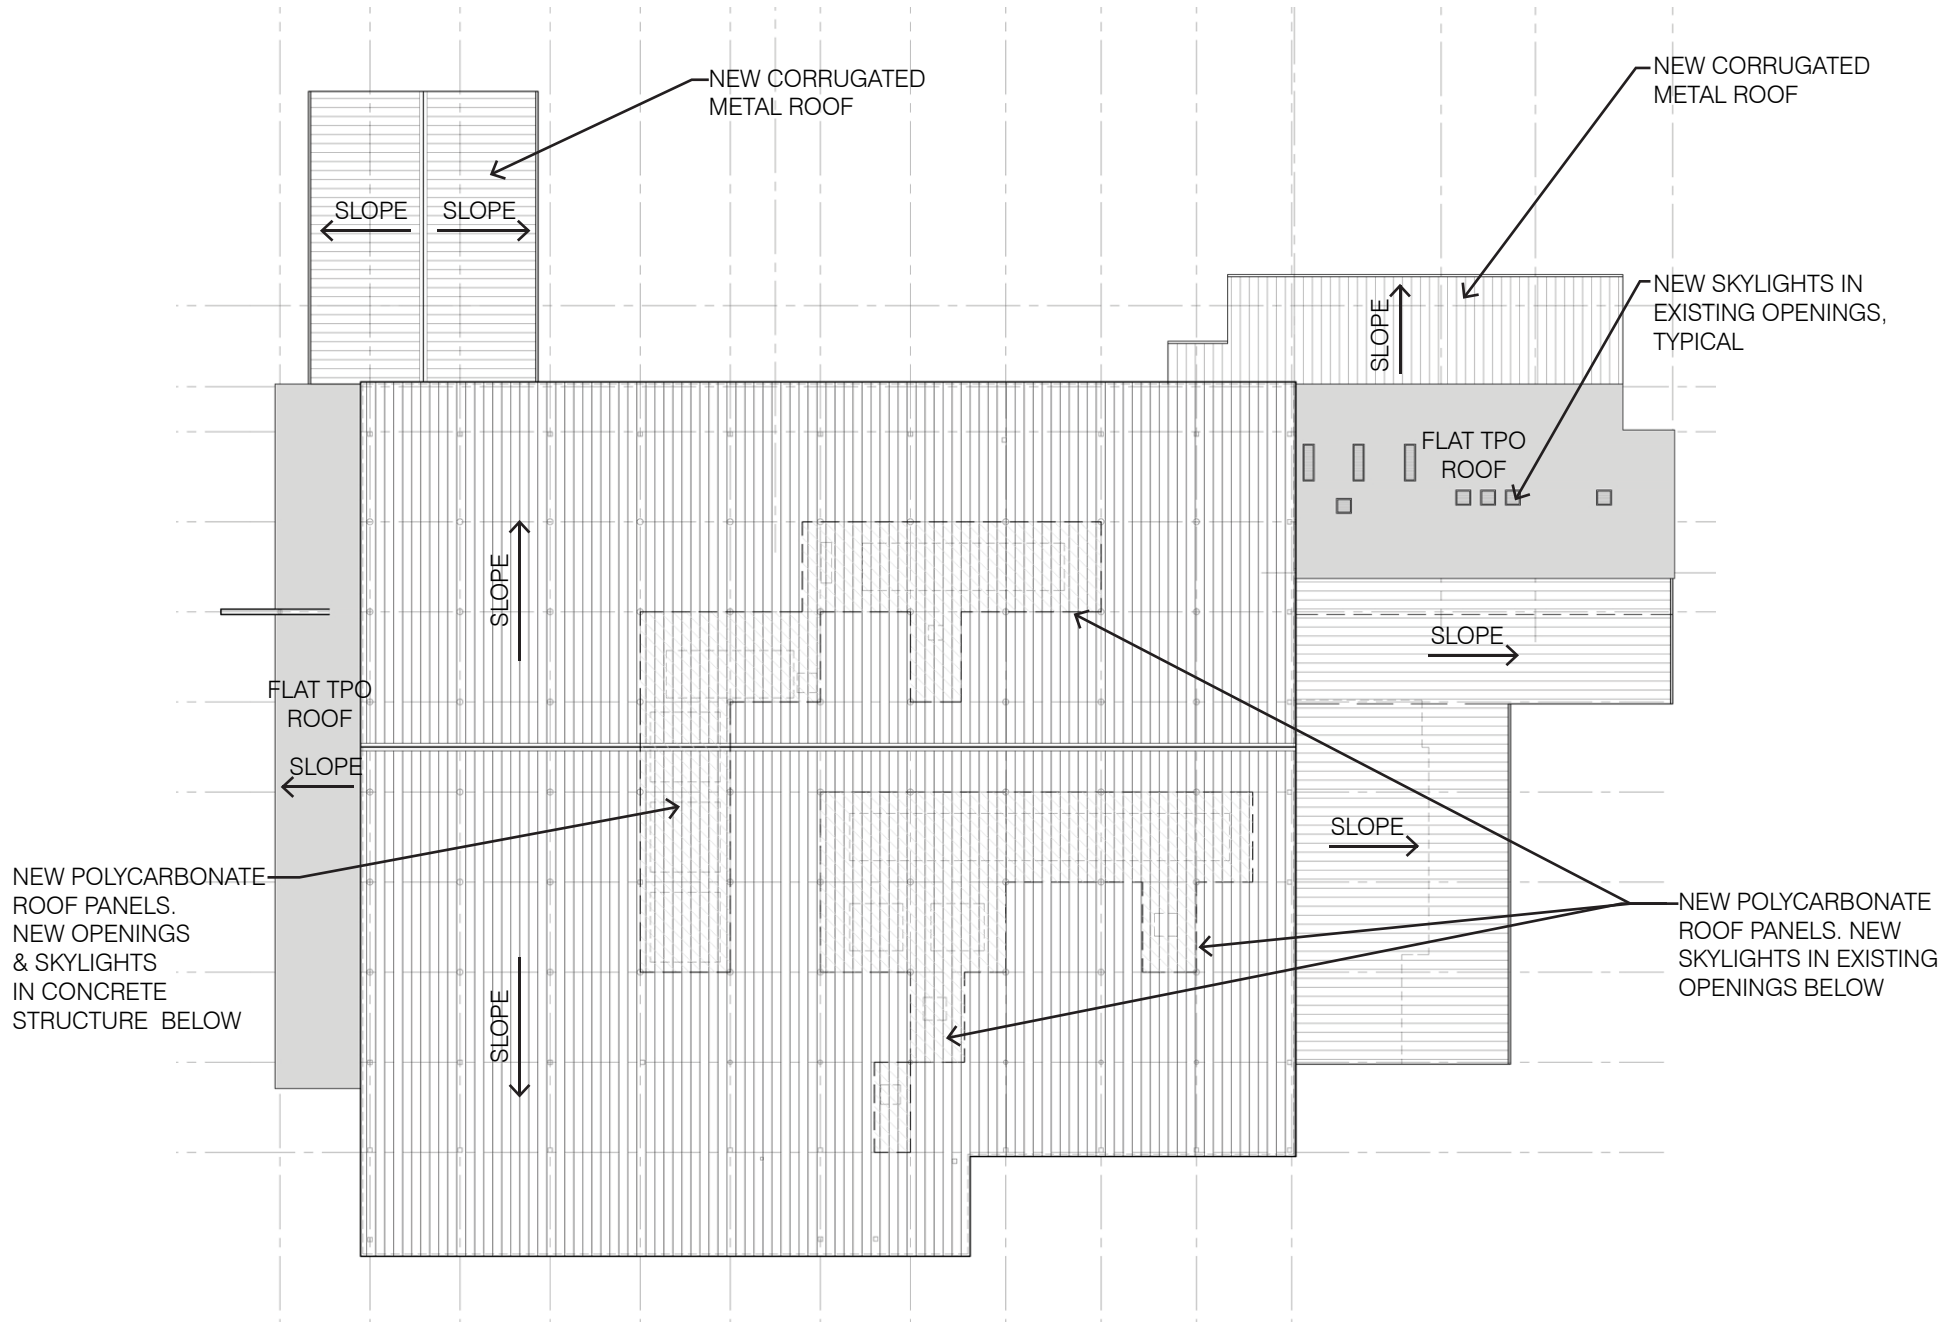 NEW CORRUGATED
METAL ROOF
NEW CORRUGATED
METAL ROOF
SLOPE
SLOPE
NEW SKYLIGHTS IN
EXISTING OPENINGS,
TYPICAL
SLOPE
FLAT TPO
ROOF
SLOPE
SLOPE
FLAT TPO
ROOF
SLOPE
SLOPE
NEW POLYCARBONATE
ROOF PANELS.
NEW OPENINGS
& SKYLIGHTS
IN CONCRETE
STRUCTURE  BELOW
SLOPE
NEW POLYCARBONATE
ROOF PANELS. NEW
SKYLIGHTS IN EXISTING
OPENINGS BELOW